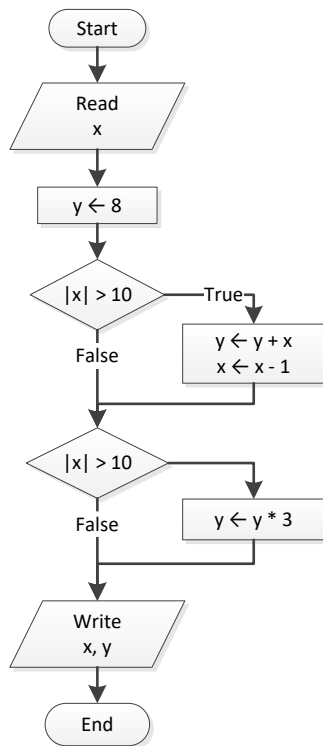 Start
Read
x
y ← 8
|x| > 10
True
y ← y + x
x ← x - 1
False
|x| > 10
y ← y * 3
False
Write
x, y
End